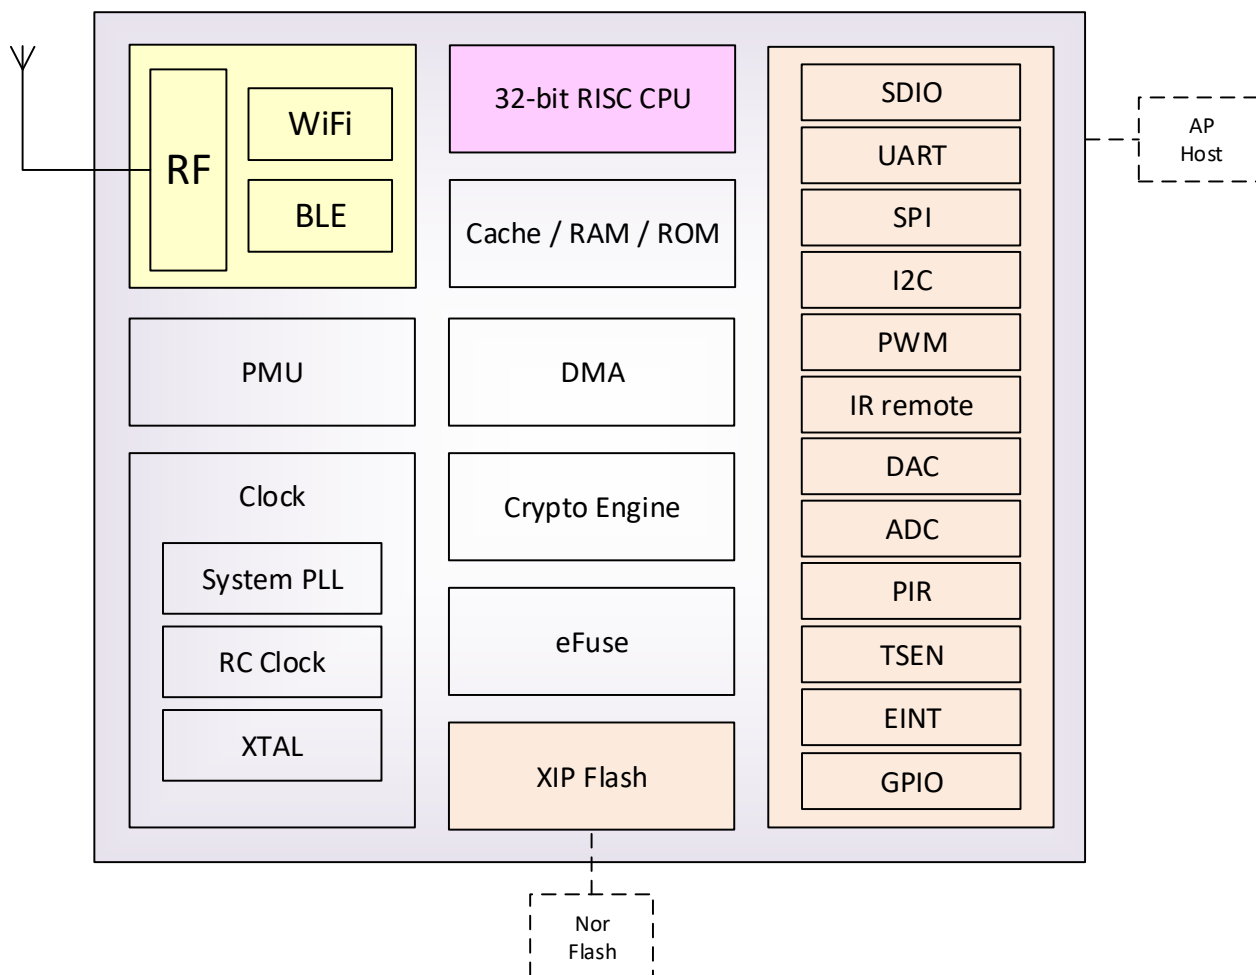 RF
WiFi
BLE
PMU
Clock
System PLL
RC Clock
XTAL
32-bit RISC CPU
Cache / RAM / ROM
DMA
Crypto Engine
eFuse
XIP Flash
Nor
Flash
SDIO
UART
SPI
I2C
PWM
IR remote
DAC
ADC
PIR
TSEN
EINT
GPIO
AP
Host